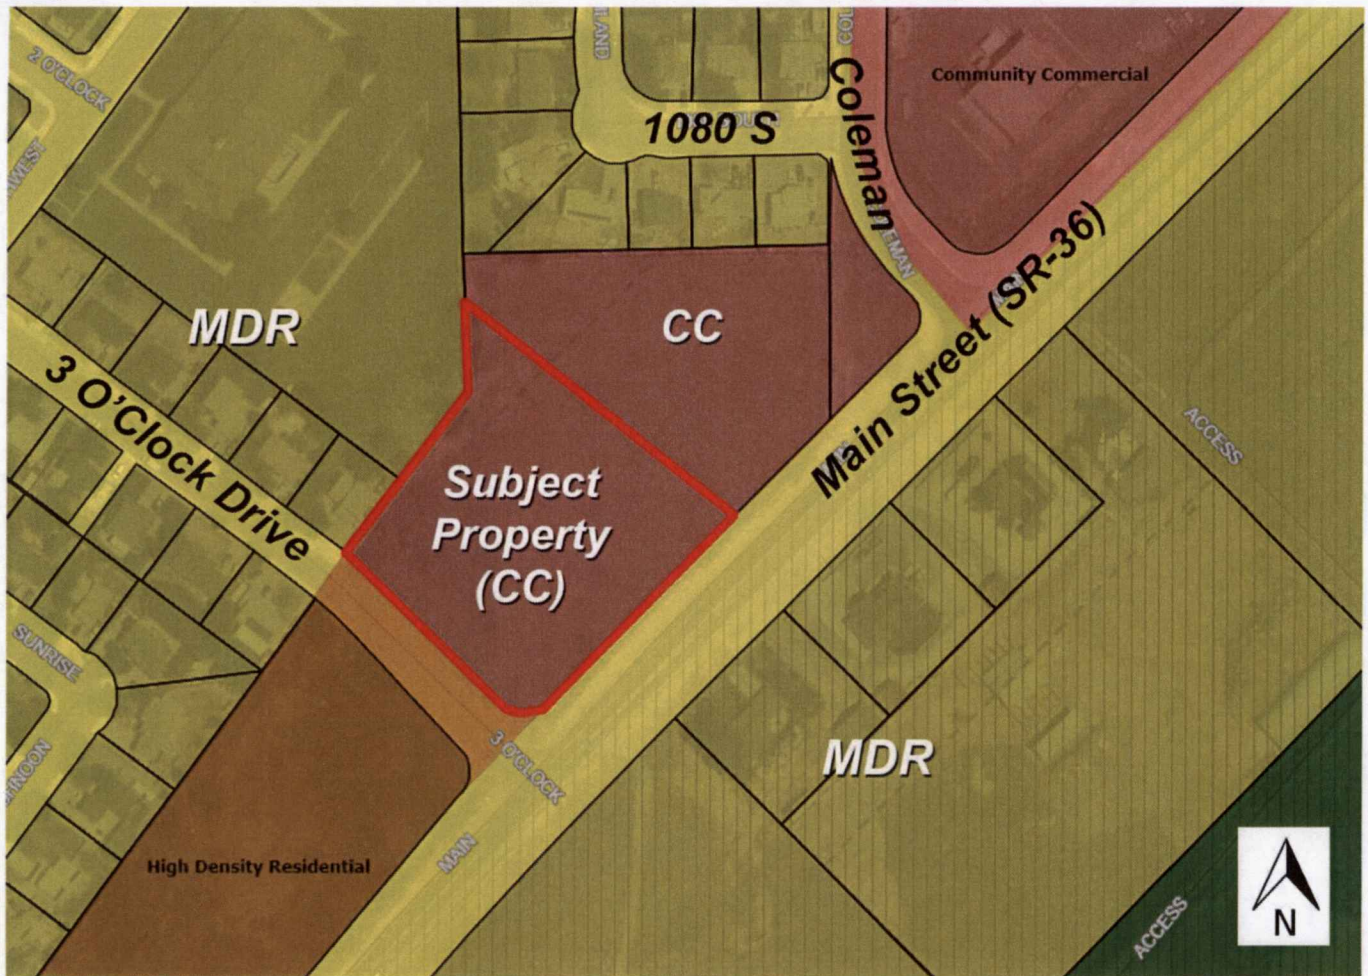 2 O'CLOCK
Community Commercial
Coleman
1080 S
MDR
CC
Main Street (SR-36)
3 O'Clock Drive
ACCESS
Subject
Property
(CC)
SUNRISE
3 O'CLOCK
MDR
MAIN
High Density Residential
ACCESS
N